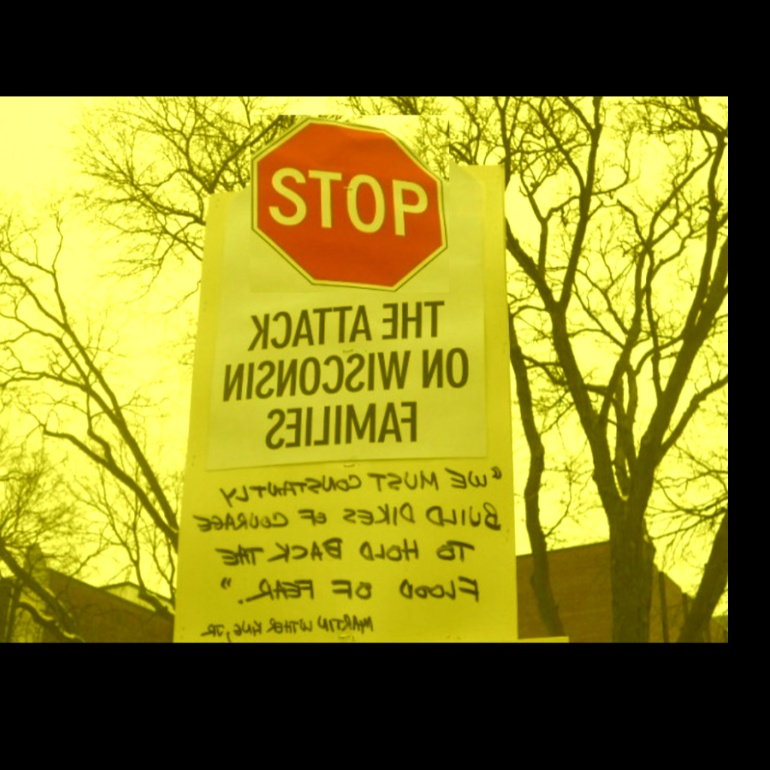 STOP
THE ATTACK
ON WISCONSIN
FAMILIES
"WE MUST CONSTANTLY
BUILD DIKES OF COURAGE
TO HOLD BACK THE
FLOOD OF FEAR."
MARTIN LUTHER KING, JR.